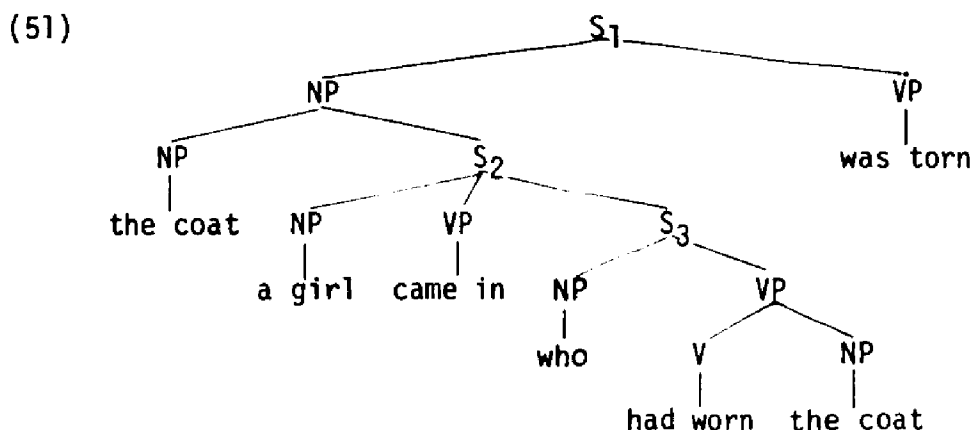 (51) S1
NP VP
NP S2 was torn
the coat NP VP S3
a girl came in NP VP
who V NP
had worn the coat